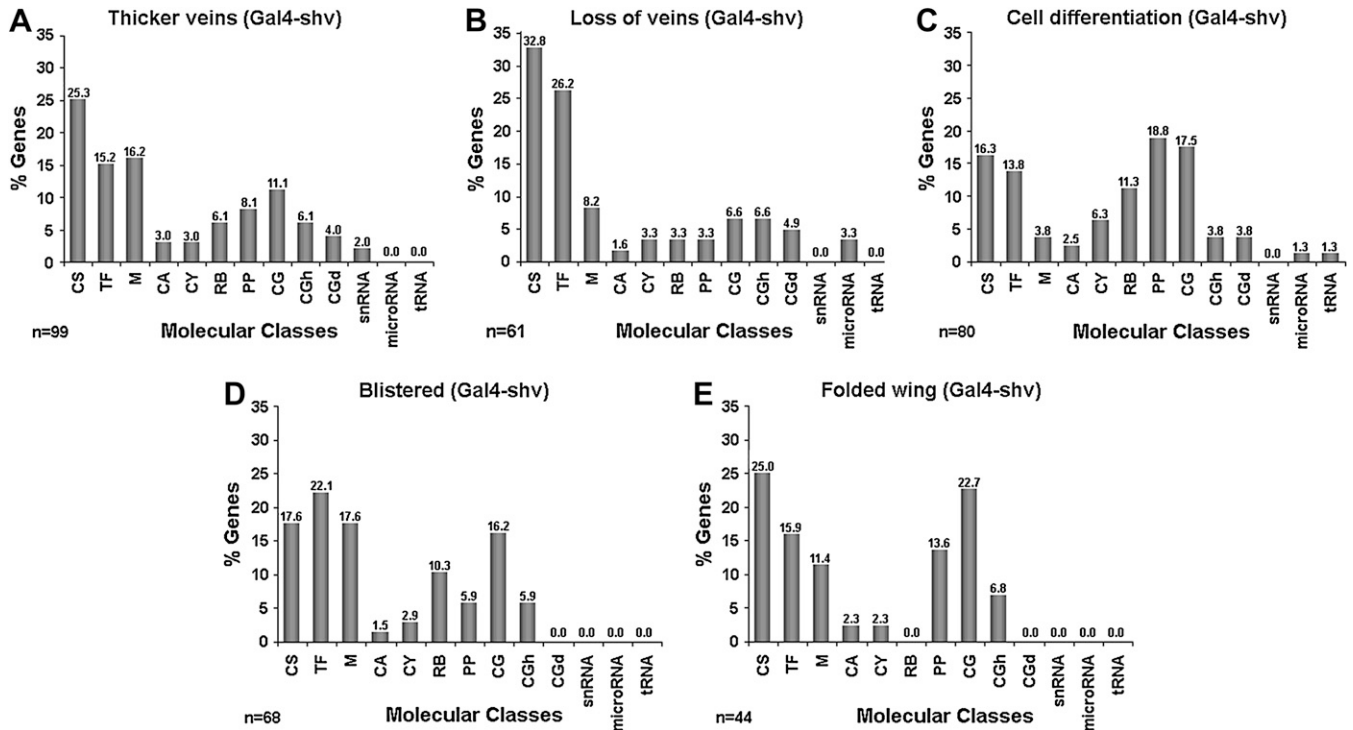 A Thicker veins (Gal4-shv)
% Genes
35
30
25
20
15
10
5
0
25.3
15.2
16.2
3.0
3.0
6.1
8.1
11.1
6.1
4.0
2.0
0.0
0.0
CS
TF
M
CA
CY
RB
PP
CG
CGh
CGd
snRNA
microRNA
tRNA
n=99
Molecular Classes
B Loss of veins (Gal4-shv)
% Genes
35
30
25
20
15
10
5
0
32.8
26.2
8.2
1.6
3.3
3.3
3.3
6.6
6.6
4.9
0.0
3.3
0.0
CS
TF
M
CA
CY
RB
PP
CG
CGh
CGd
snRNA
microRNA
tRNA
n=61
Molecular Classes
C Cell differentiation (Gal4-shv)
% Genes
35
30
25
20
15
10
5
0
16.3
13.8
3.8
2.5
6.3
11.3
18.8
17.5
3.8
3.8
0.0
1.3
1.3
CS
TF
M
CA
CY
RB
PP
CG
CGh
CGd
snRNA
microRNA
tRNA
n=80
Molecular Classes
D Blistered (Gal4-shv)
% Genes
35
30
25
20
15
10
5
0
17.6
22.1
17.6
1.5
2.9
10.3
5.9
16.2
5.9
0.0
0.0
0.0
0.0
CS
TF
M
CA
CY
RB
PP
CG
CGh
CGd
snRNA
microRNA
tRNA
n=68
Molecular Classes
E Folded wing (Gal4-shv)
% Genes
35
30
25
20
15
10
5
0
25.0
15.9
11.4
2.3
2.3
0.0
13.6
22.7
6.8
0.0
0.0
0.0
0.0
CS
TF
M
CA
CY
RB
PP
CG
CGh
CGd
snRNA
microRNA
tRNA
n=44
Molecular Classes